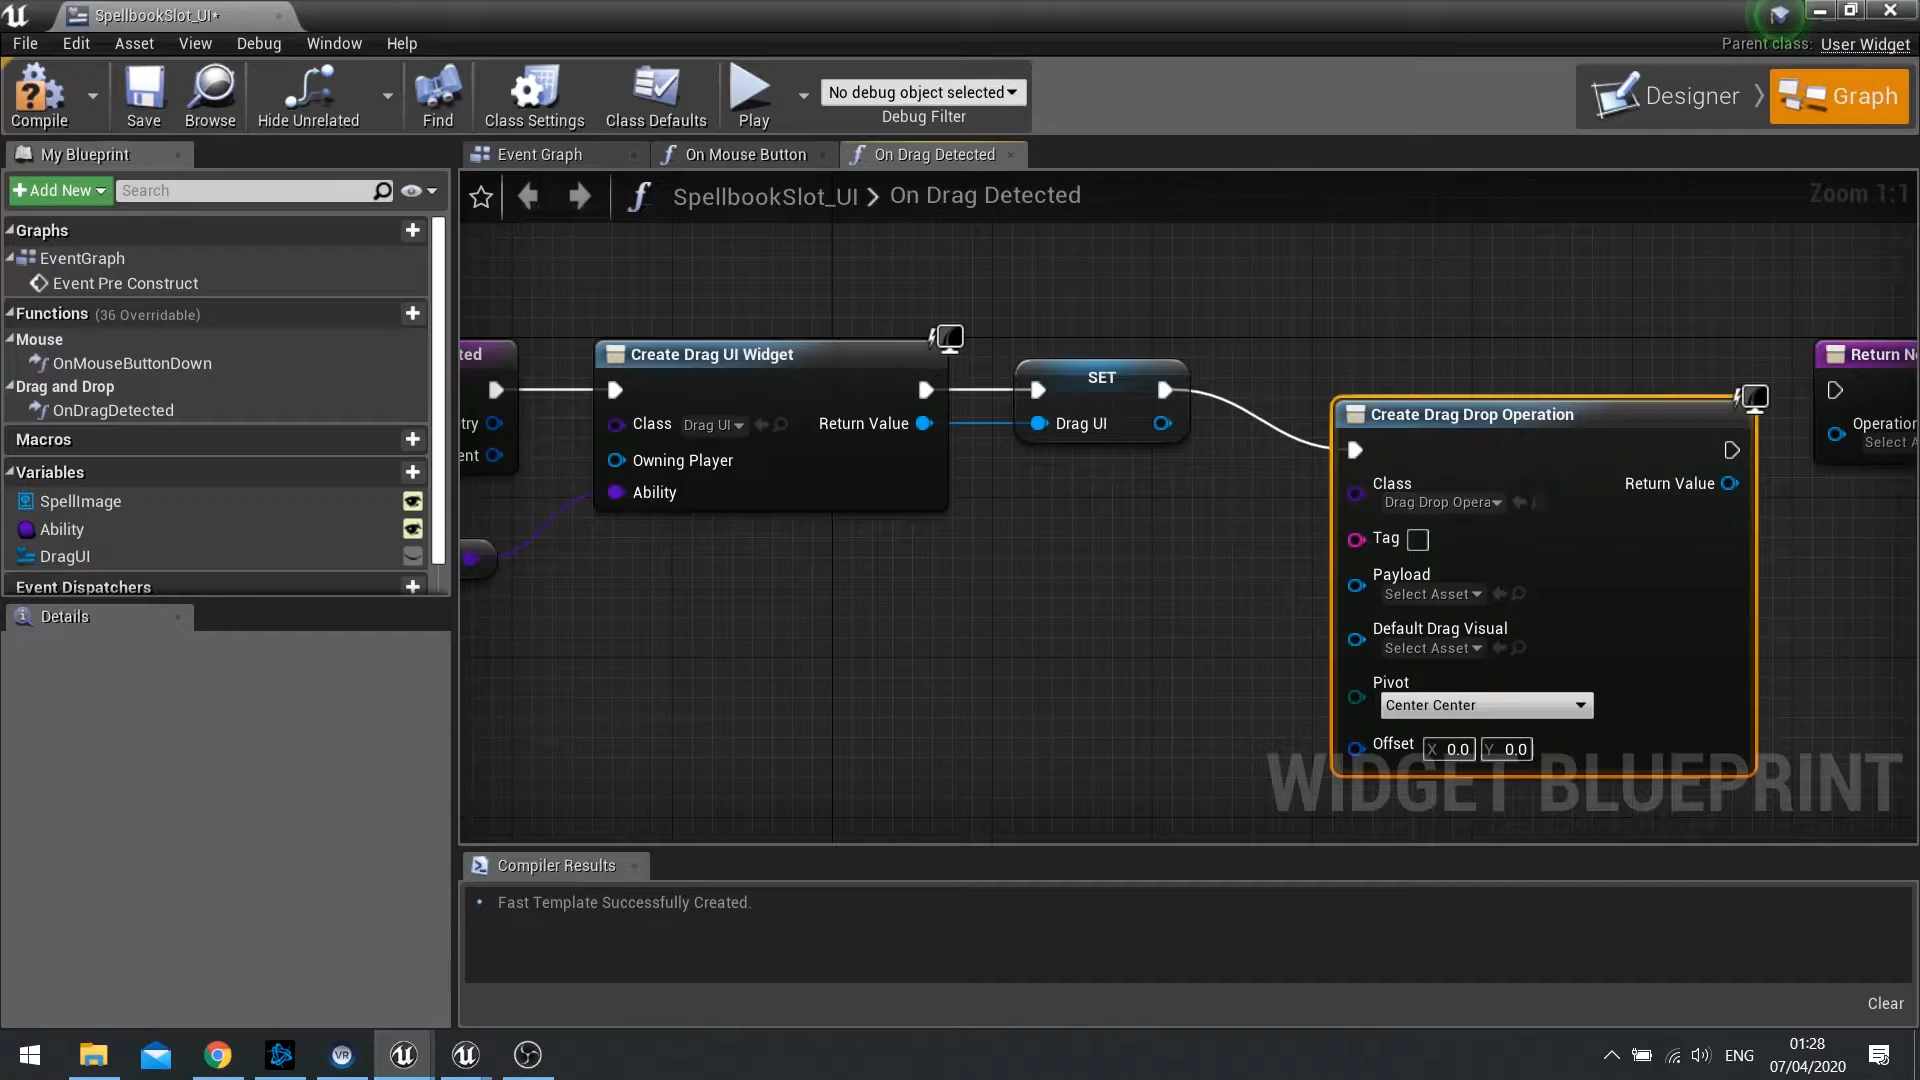 SpellbookSlot_UI*
File Edit Asset View Debug Window Help
Parent class: User Widget
Compile Save Browse Hide Unrelated Find Class Settings Class Defaults Play
No debug object selected
Debug Filter
Designer Graph
My Blueprint
Event Graph On Mouse Button On Drag Detected
Add New Search
SpellbookSlot_UI > On Drag Detected
Zoom 1:1
Graphs
EventGraph
Event Pre Construct
Functions (36 Overridable)
Mouse
OnMouseButtonDown
Drag and Drop
OnDragDetected
Macros
Variables
SpellImage
Ability
DragUI
Event Dispatchers
Details
ted
try
ent
Create Drag UI Widget
Class Drag UI Return Value
Owning Player
Ability
SET
Drag UI
Create Drag Drop Operation
Class
Drag Drop Opera
Return Value
Tag
Payload
Select Asset
Default Drag Visual
Select Asset
Pivot
Center Center
Offset X 0.0 Y 0.0
Return N
Operation
Select A
WIDGET BLUEPRINT
Compiler Results
• Fast Template Successfully Created.
Clear
VR
ENG
01:28
07/04/2020